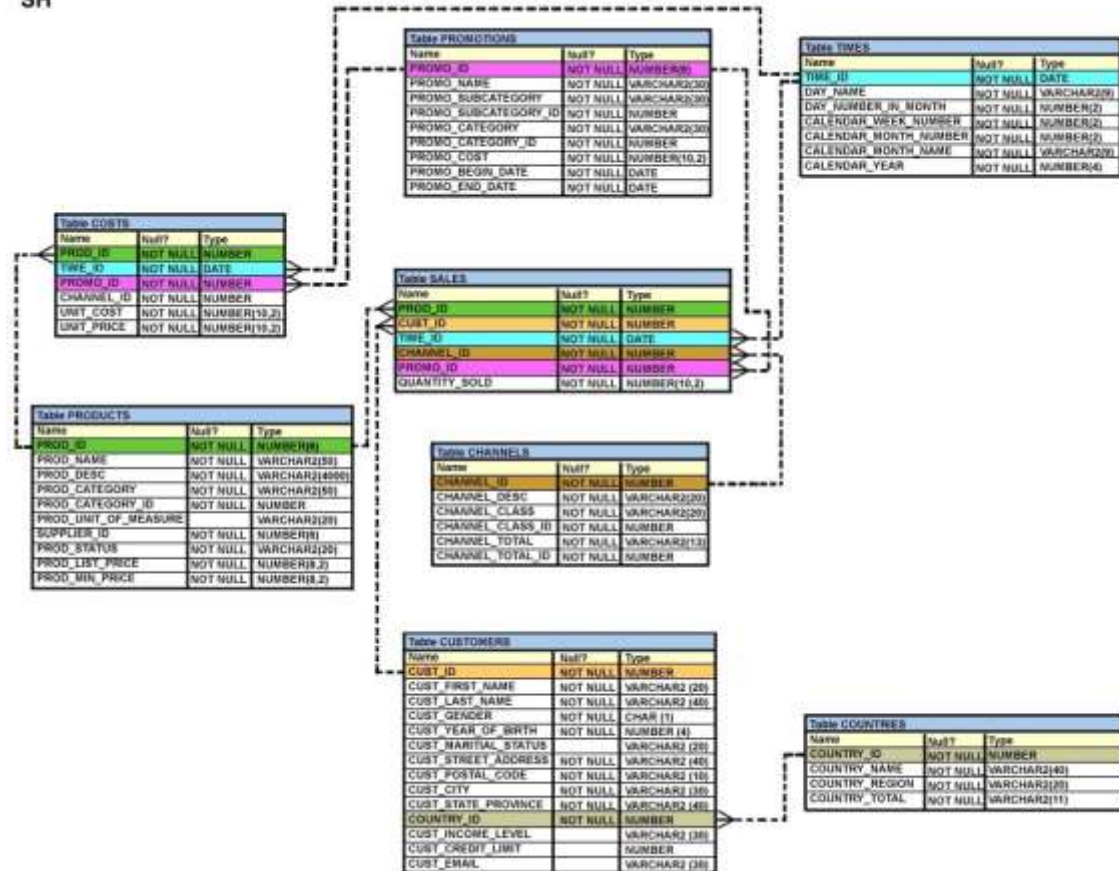 SH
Table PROMOTIONS
Name Null? Type
PROMO_ID NOT NULL NUMBER(6)
PROMO_NAME NOT NULL VARCHAR2(30)
PROMO_SUBCATEGORY NOT NULL VARCHAR2(30)
PROMO_SUBCATEGORY_ID NOT NULL NUMBER
PROMO_CATEGORY NOT NULL VARCHAR2(30)
PROMO_CATEGORY_ID NOT NULL NUMBER
PROMO_COST NOT NULL NUMBER(10,2)
PROMO_BEGIN_DATE NOT NULL DATE
PROMO_END_DATE NOT NULL DATE
Table TIMES
Name Null? Type
TIME_ID NOT NULL DATE
DAY_NAME NOT NULL VARCHAR2(9)
DAY_NUMBER_IN_MONTH NOT NULL NUMBER(2)
CALENDAR_WEEK_NUMBER NOT NULL NUMBER(2)
CALENDAR_MONTH_NUMBER NOT NULL NUMBER(2)
CALENDAR_MONTH_NAME NOT NULL VARCHAR2(9)
CALENDAR_YEAR NOT NULL NUMBER(4)
Table COSTS
Name Null? Type
PROD_ID NOT NULL NUMBER
TIME_ID NOT NULL DATE
PROMO_ID NOT NULL NUMBER
CHANNEL_ID NOT NULL NUMBER
UNIT_COST NOT NULL NUMBER(10,2)
UNIT_PRICE NOT NULL NUMBER(10,2)
Table SALES
Name Null? Type
PROD_ID NOT NULL NUMBER
CUST_ID NOT NULL NUMBER
TIME_ID NOT NULL DATE
CHANNEL_ID NOT NULL NUMBER
PROMO_ID NOT NULL NUMBER
QUANTITY_SOLD NOT NULL NUMBER(10,2)
Table PRODUCTS
Name Null? Type
PROD_ID NOT NULL NUMBER(6)
PROD_NAME NOT NULL VARCHAR2(50)
PROD_DESC NOT NULL VARCHAR2(4000)
PROD_CATEGORY NOT NULL VARCHAR2(50)
PROD_CATEGORY_ID NOT NULL NUMBER
PROD_UNIT_OF_MEASURE VARCHAR2(20)
SUPPLIER_ID NOT NULL NUMBER(6)
PROD_STATUS NOT NULL VARCHAR2(20)
PROD_LIST_PRICE NOT NULL NUMBER(8,2)
PROD_MIN_PRICE NOT NULL NUMBER(8,2)
Table CHANNELS
Name Null? Type
CHANNEL_ID NOT NULL NUMBER
CHANNEL_DESC NOT NULL VARCHAR2(20)
CHANNEL_CLASS NOT NULL VARCHAR2(20)
CHANNEL_CLASS_ID NOT NULL NUMBER
CHANNEL_TOTAL NOT NULL VARCHAR2(13)
CHANNEL_TOTAL_ID NOT NULL NUMBER
Table CUSTOMERS
Name Null? Type
CUST_ID NOT NULL NUMBER
CUST_FIRST_NAME NOT NULL VARCHAR2 (20)
CUST_LAST_NAME NOT NULL VARCHAR2 (40)
CUST_GENDER NOT NULL CHAR (1)
CUST_YEAR_OF_BIRTH NOT NULL NUMBER (4)
CUST_MARITIAL_STATUS VARCHAR2 (20)
CUST_STREET_ADDRESS NOT NULL VARCHAR2 (40)
CUST_POSTAL_CODE NOT NULL VARCHAR2 (10)
CUST_CITY NOT NULL VARCHAR2 (30)
CUST_STATE_PROVINCE NOT NULL VARCHAR2 (40)
COUNTRY_ID NOT NULL NUMBER
CUST_INCOME_LEVEL VARCHAR2 (30)
CUST_CREDIT_LIMIT NUMBER
CUST_EMAIL VARCHAR2 (30)
Table COUNTRIES
Name Null? Type
COUNTRY_ID NOT NULL NUMBER
COUNTRY_NAME NOT NULL VARCHAR2(40)
COUNTRY_REGION NOT NULL VARCHAR2(20)
COUNTRY_TOTAL NOT NULL VARCHAR2(11)